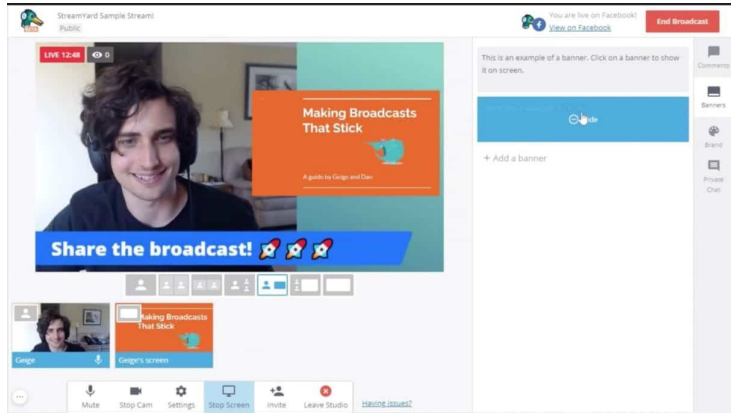 StreamYard Sample Stream!
Public
BETA
You are live on Facebook!
View on Facebook
End Broadcast
LIVE 12:48
0
Making Broadcasts
That Stick
A guide by Geige and Dan
Share the broadcast! 🚀 🚀 🚀
This is an example of a banner. Click on a banner to show
it on screen.
+ Add a banner
Comments
Banners
Brand
Private
Chat
Making Broadcasts
That Stick
Geige
Geige's screen
...
Mute
Stop Cam
Settings
Stop Screen
Invite
Leave Studio
Having issues?